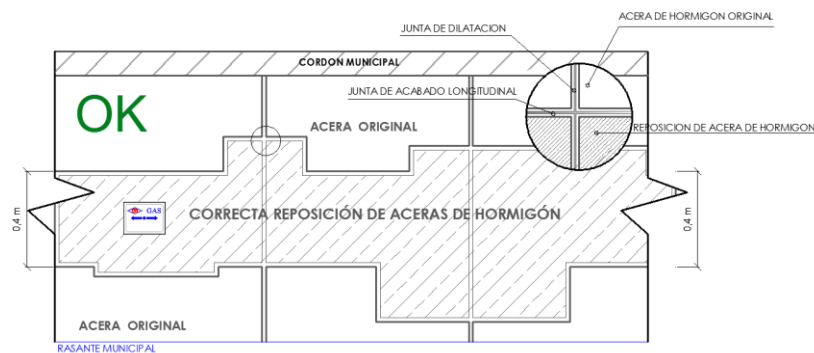 ACERA DE HORMIGON ORIGINAL
JUNTA DE DILATACION
CORDON MUNICIPAL
JUNTA DE ACABADO LONGITUDINAL
OK
ACERA ORIGINAL
REPOSICION DE ACERA DE HORMIGON
0,4 m
GAS
CORRECTA REPOSICIÓN DE ACERAS DE HORMIGÓN
0,4 m
ACERA ORIGINAL
RASANTE MUNICIPAL